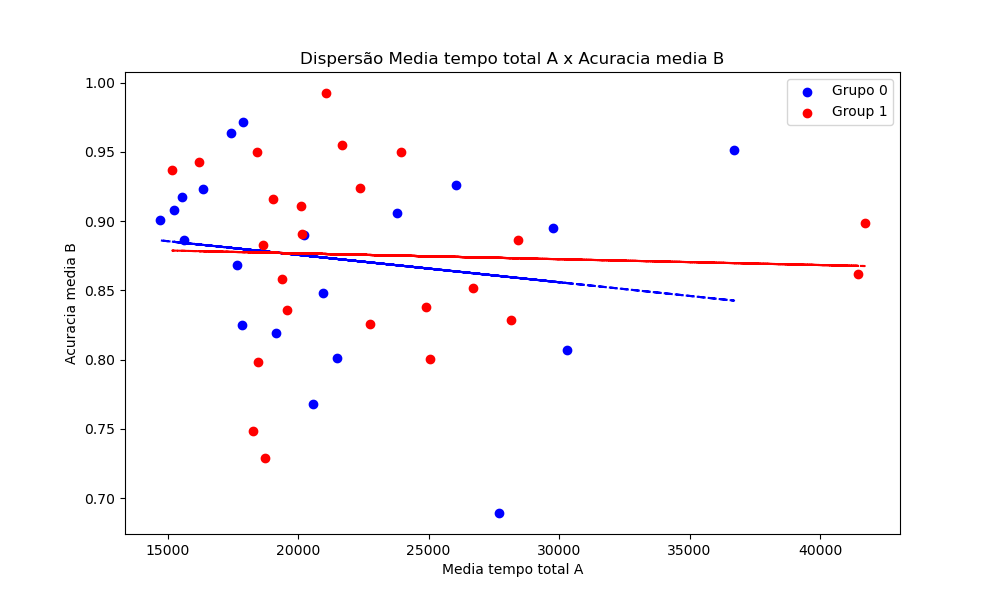 Dispersão Media tempo total A x Acuracia media B
Grupo 0
Group 1
1.00
0.95
0.90
0.85
0.80
0.75
0.70
Acuracia media B
15000
20000
25000
30000
35000
40000
Media tempo total A